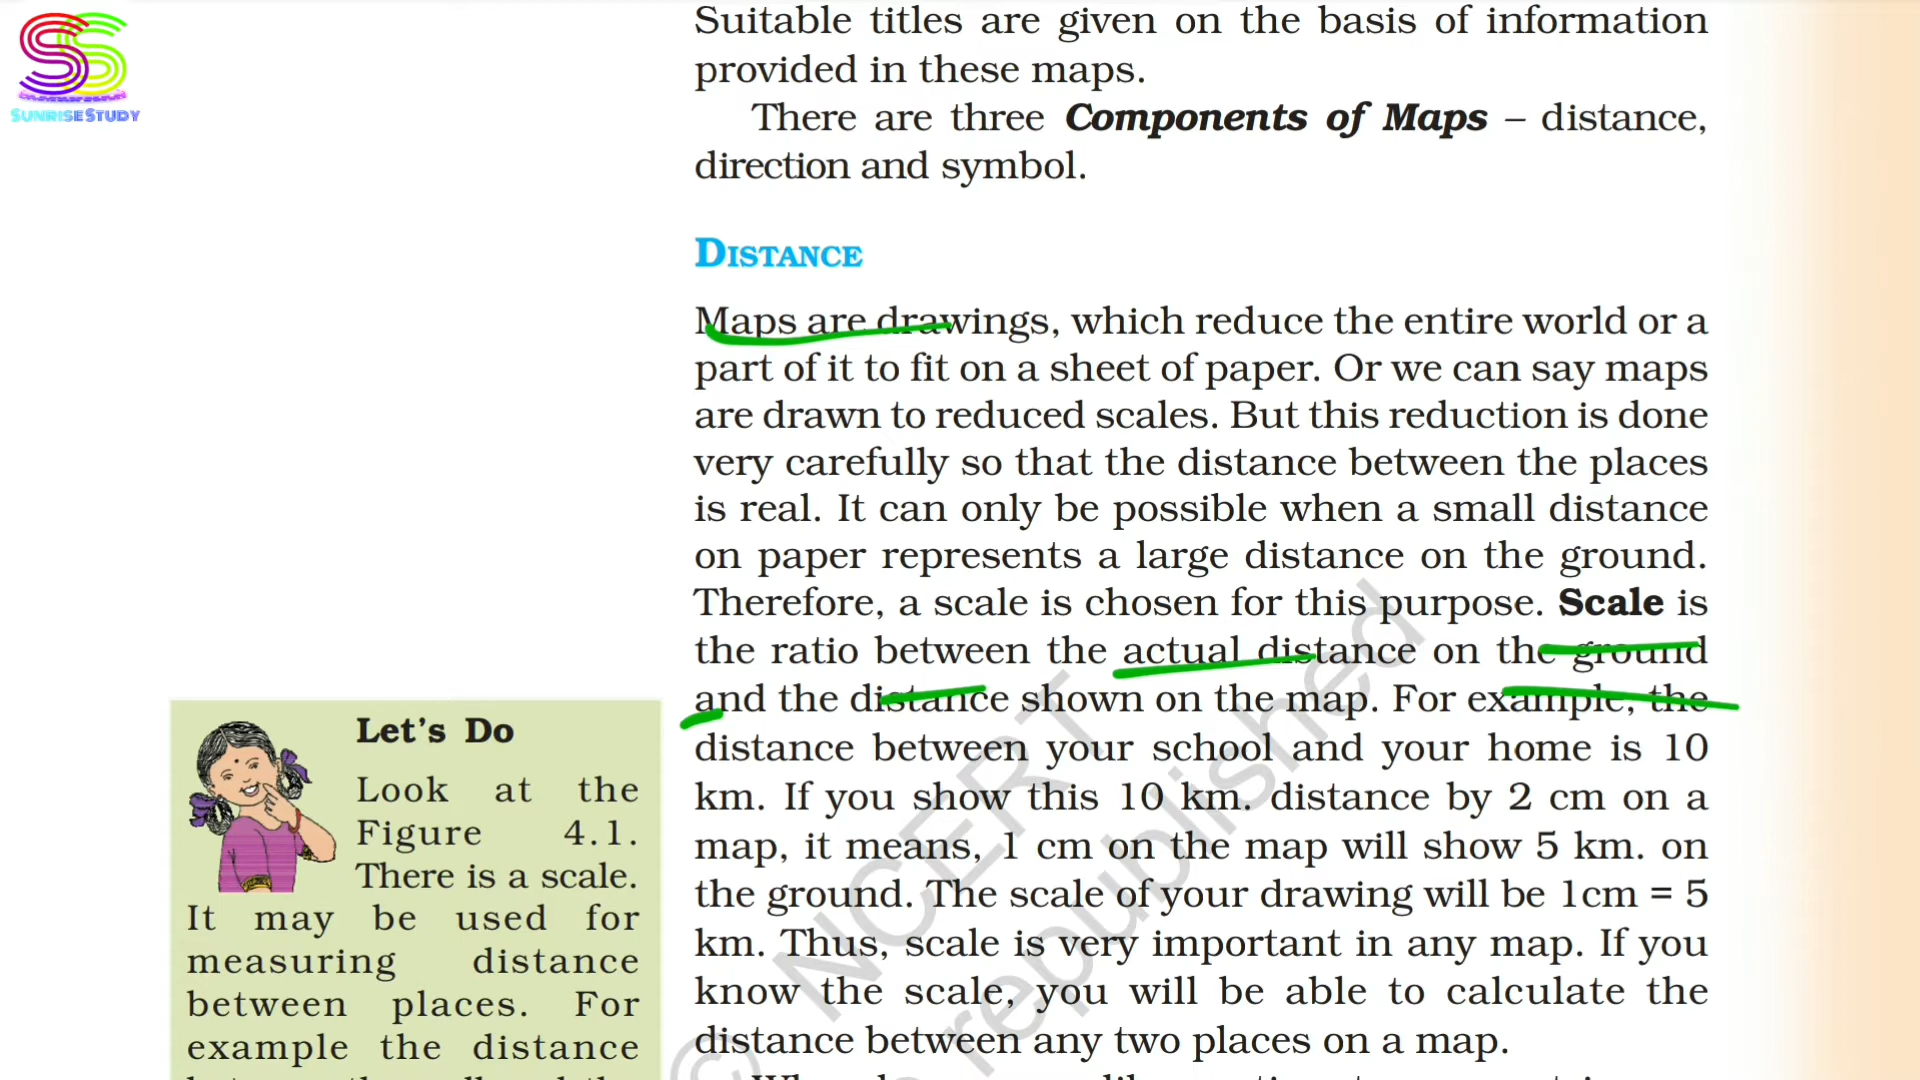 SUNRISESTUDY
Suitable titles are given on the basis of information
provided in these maps.
There are three Components of Maps – distance,
direction and symbol.
DISTANCE
Maps are drawings, which reduce the entire world or a
part of it to fit on a sheet of paper. Or we can say maps
are drawn to reduced scales. But this reduction is done
very carefully so that the distance between the places
is real. It can only be possible when a small distance
on paper represents a large distance on the ground.
Therefore, a scale is chosen for this purpose. Scale is
the ratio between the actual distance on the ground
and the distance shown on the map. For example, the
distance between your school and your home is 10
km. If you show this 10 km. distance by 2 cm on a
map, it means, 1 cm on the map will show 5 km. on
the ground. The scale of your drawing will be 1cm = 5
km. Thus, scale is very important in any map. If you
know the scale, you will be able to calculate the
distance between any two places on a map.
Let's Do
Look at the
Figure 4.1.
There is a scale.
It may be used for
measuring distance
between places. For
example the distance
© NCERT
republished